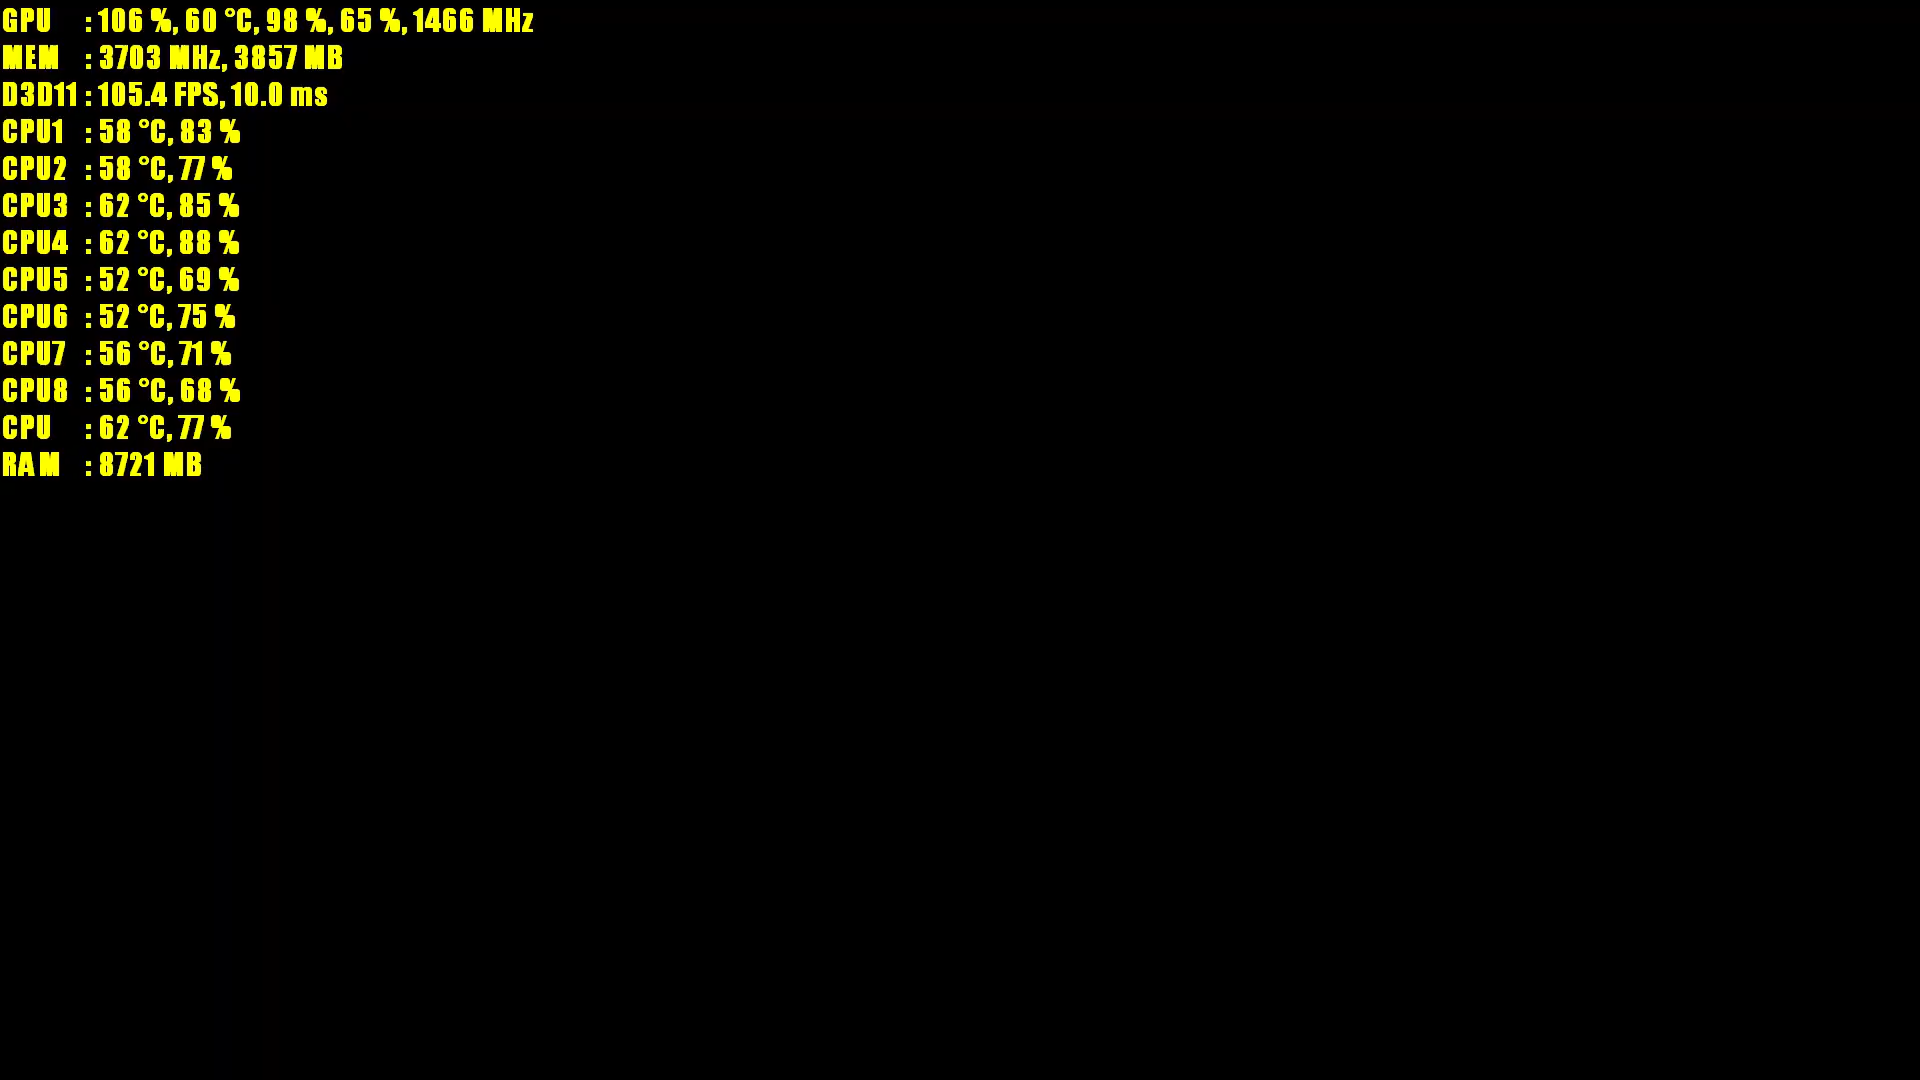 GPU : 106 %, 60 °C, 98 %, 65 %, 1466 MHz
MEM : 3703 MHz, 3857 MB
D3D11 : 105.4 FPS, 10.0 ms
CPU1 : 58 °C, 83 %
CPU2 : 58 °C, 77 %
CPU3 : 62 °C, 85 %
CPU4 : 62 °C, 88 %
CPU5 : 52 °C, 69 %
CPU6 : 52 °C, 75 %
CPU7 : 56 °C, 71 %
CPU8 : 56 °C, 68 %
CPU : 62 °C, 77 %
RAM : 8721 MB